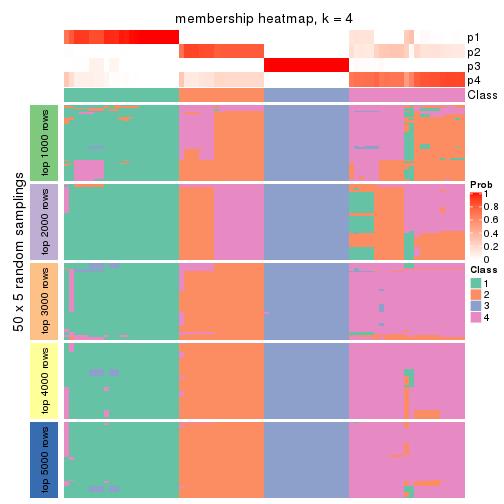 membership heatmap, k = 4
p1
p2
p3
p4
Class
50 x 5 random samplings
top 1000 rows
top 2000 rows
top 3000 rows
top 4000 rows
top 5000 rows
Prob
1
0.8
0.6
0.4
0.2
0
Class
1
2
3
4